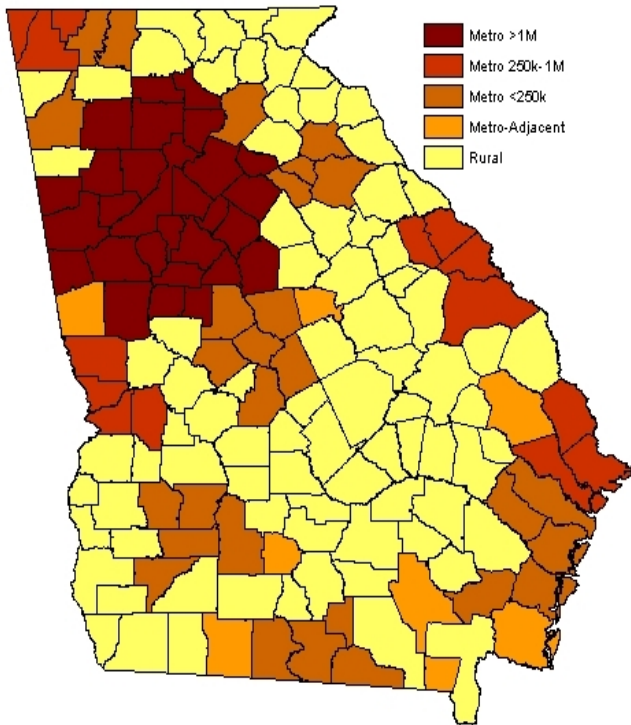 Metro >1M
Metro 250k-1M
Metro <250k
Metro-Adjacent
Rural